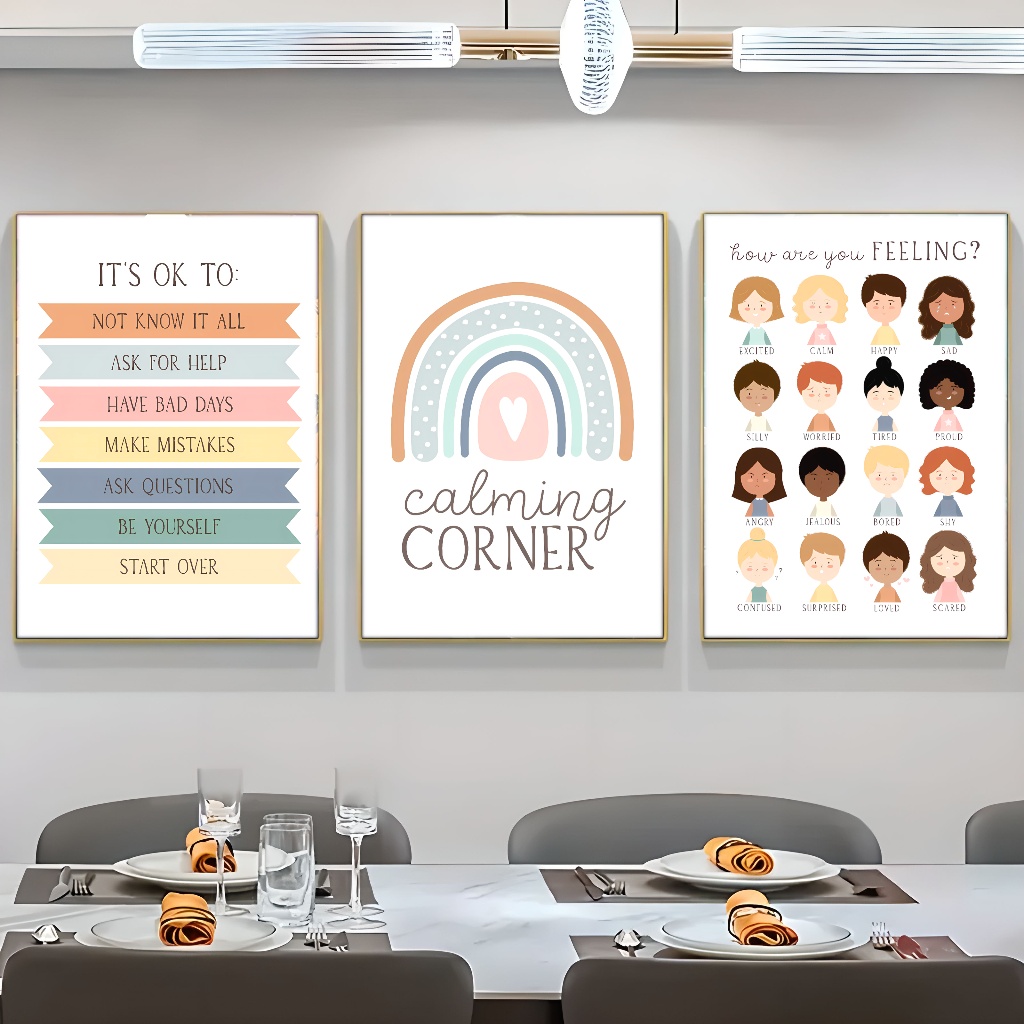 IT'S OK TO:
NOT KNOW IT ALL
ASK FOR HELP
HAVE BAD DAYS
MAKE MISTAKES
ASK QUESTIONS
BE YOURSELF
START OVER
calming
CORNER
how are you FEELING?
EXCITED CALM HAPPY SAD
SILLY WORRIED TIRED PROUD
ANGRY JEALOUS BORED SHY
CONFUSED SURPRISED LOVED SCARED